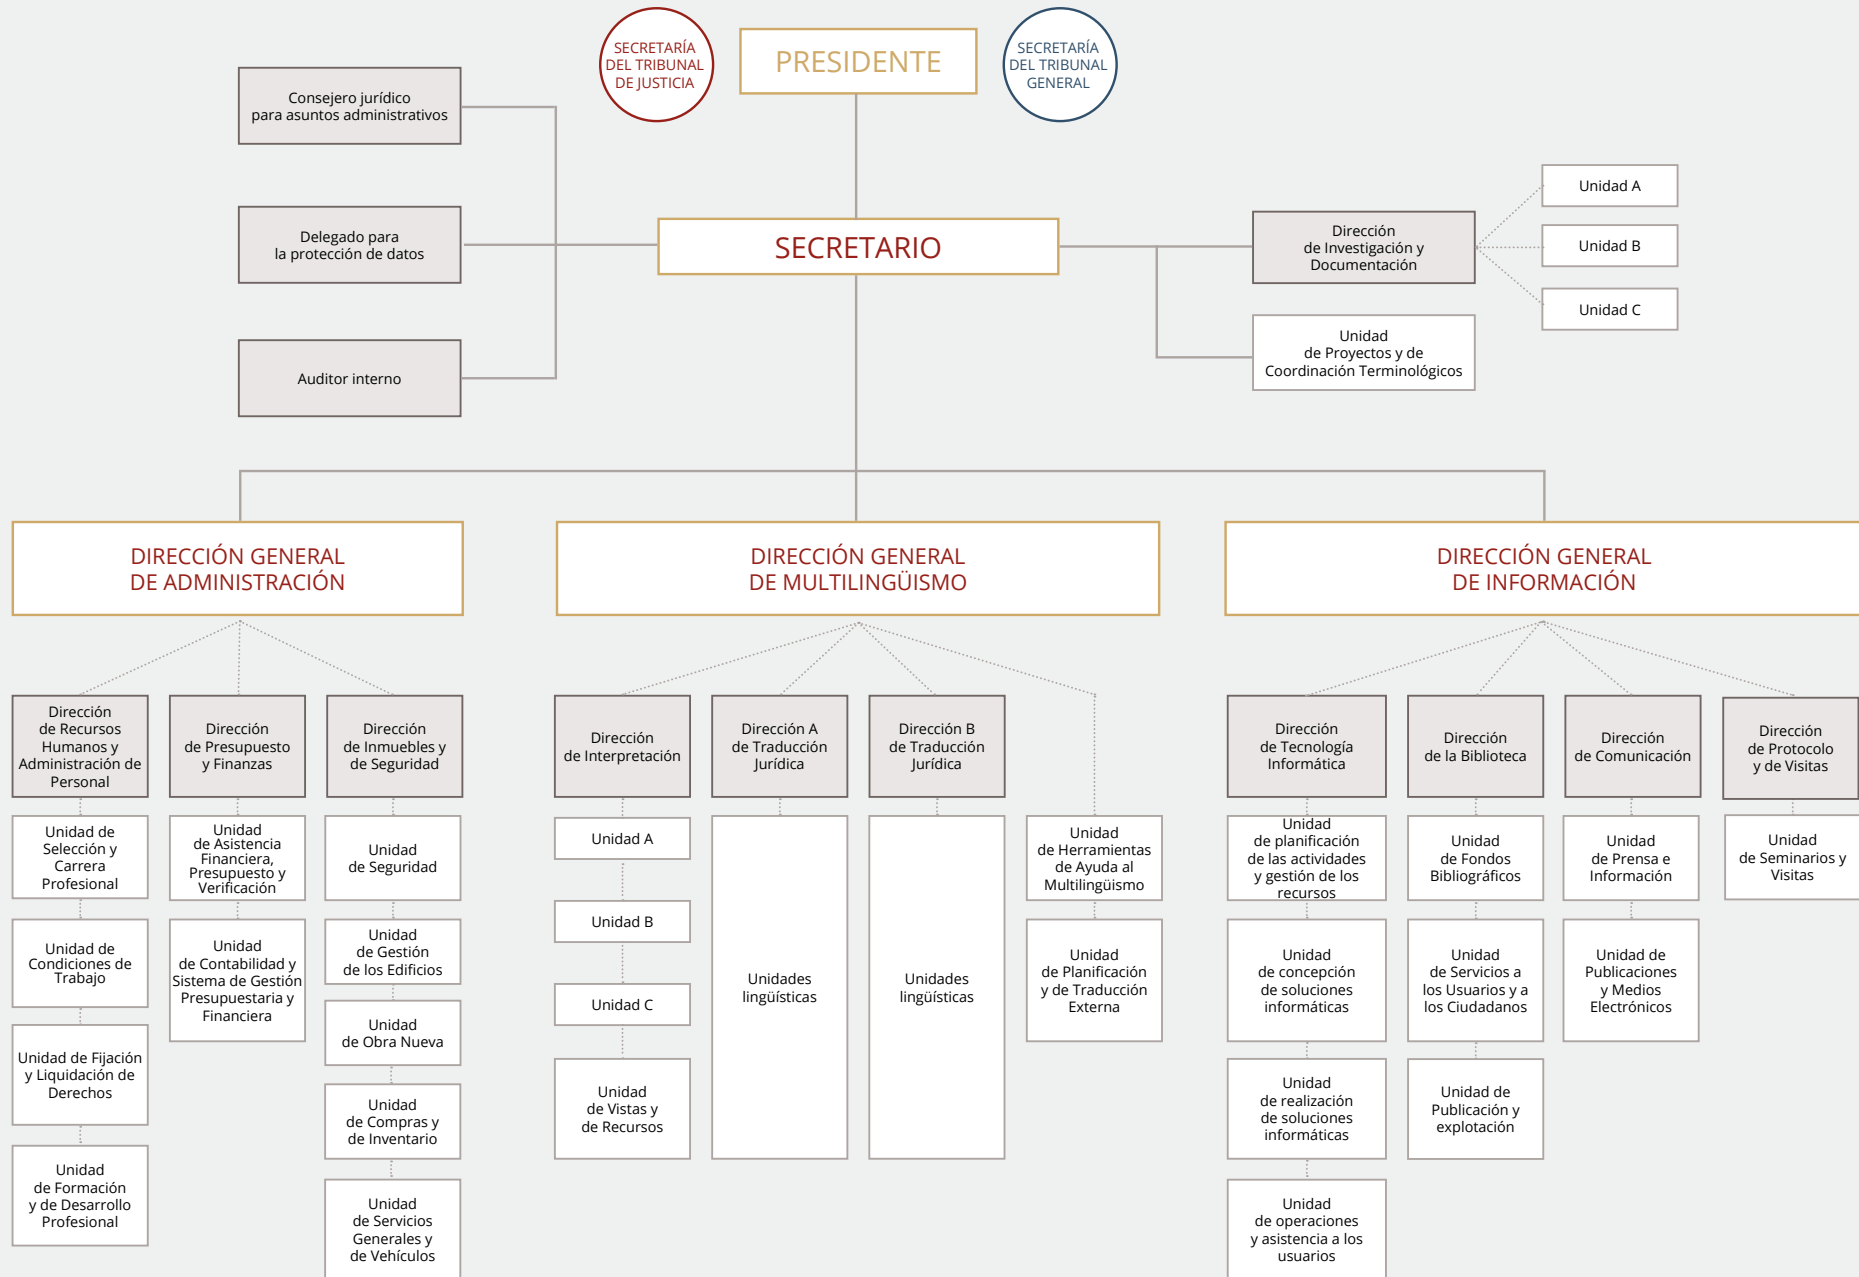 SECRETARÍA
DEL TRIBUNAL
DE JUSTICIA
PRESIDENTE
SECRETARÍA
DEL TRIBUNAL
GENERAL
Consejero jurídico
para asuntos administrativos
Delegado para
la protección de datos
Auditor interno
SECRETARIO
Dirección
de Investigación y
Documentación
Unidad A
Unidad B
Unidad C
Unidad
de Proyectos y de
Coordinación Terminológicos
DIRECCIÓN GENERAL
DE ADMINISTRACIÓN
DIRECCIÓN GENERAL
DE MULTILINGÜISMO
DIRECCIÓN GENERAL
DE INFORMACIÓN
Dirección
de Recursos
Humanos y
Administración de
Personal
Unidad de
Selección y
Carrera
Profesional
Unidad de
Condiciones de
Trabajo
Unidad de Fijación
y Liquidación de
Derechos
Unidad
de Formación
y de Desarrollo
Profesional
Dirección
de Presupuesto
y Finanzas
Unidad
de Asistencia
Financiera,
Presupuesto y
Verificación
Unidad
de Contabilidad y
Sistema de Gestión
Presupuestaria y
Financiera
Dirección
de Inmuebles y
de Seguridad
Unidad
de Seguridad
Unidad
de Gestión
de los Edificios
Unidad
de Obra Nueva
Unidad
de Compras y
de Inventario
Unidad
de Servicios
Generales y
de Vehículos
Dirección
de Interpretación
Unidad A
Unidad B
Unidad C
Unidad
de Vistas y
de Recursos
Dirección A
de Traducción
Jurídica
Unidades
lingüísticas
Dirección B
de Traducción
Jurídica
Unidades
lingüísticas
Unidad
de Herramientas
de Ayuda al
Multilingüismo
Unidad
de Planificación
y de Traducción
Externa
Dirección
de Tecnología
Informática
Unidad
de planificación
de las actividades
y gestión de los
recursos
Unidad
de concepción
de soluciones
informáticas
Unidad
de realización
de soluciones
informáticas
Unidad
de operaciones
y asistencia a los
usuarios
Dirección
de la Biblioteca
Unidad
de Fondos
Bibliográficos
Unidad
de Servicios a
los Usuarios y a
los Ciudadanos
Unidad de
Publicación y
explotación
Dirección
de Comunicación
Unidad
de Prensa e
Información
Unidad de
Publicaciones
y Medios
Electrónicos
Dirección
de Protocolo
y de Visitas
Unidad
de Seminarios y
Visitas